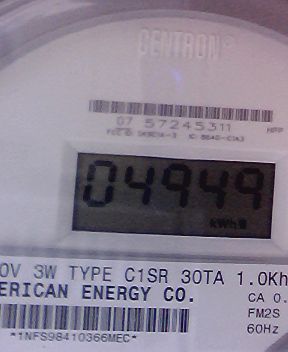 CENTRON®
07 57245311
04949
kWh
0V 3W TYPE C1SR 30TA 1.0Kh
ERICAN ENERGY CO.
CA 0.
FM2S
60Hz
*1NFS98410366MEC*